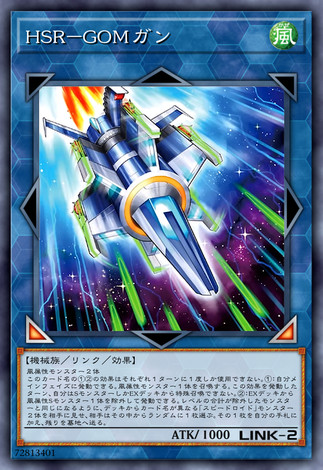 HSR－GOMガン
風
【機械族／リンク／効果】
風属性モンスター２体
このカード名の①②の効果はそれぞれ１ターンに１度しか使用できない。①：自分メ
インフェイズに発動できる。風属性モンスター１体を召喚する。この効果を発動した
ターン、自分はSモンスターしかEXデッキから特殊召喚できない。②：EXデッキから
風属性Sモンスター１体を除外して発動できる。レベルの合計が除外したモンスタ
ーと同じになるように、デッキからカード名が異なる「スピードロイド」モンスター
２体を相手に見せ、相手はその中からランダムに１枚選ぶ。その１枚を自分の手札に
かえ、残りを墓地へ送る。
ATK/1000 LINK-2
72813401